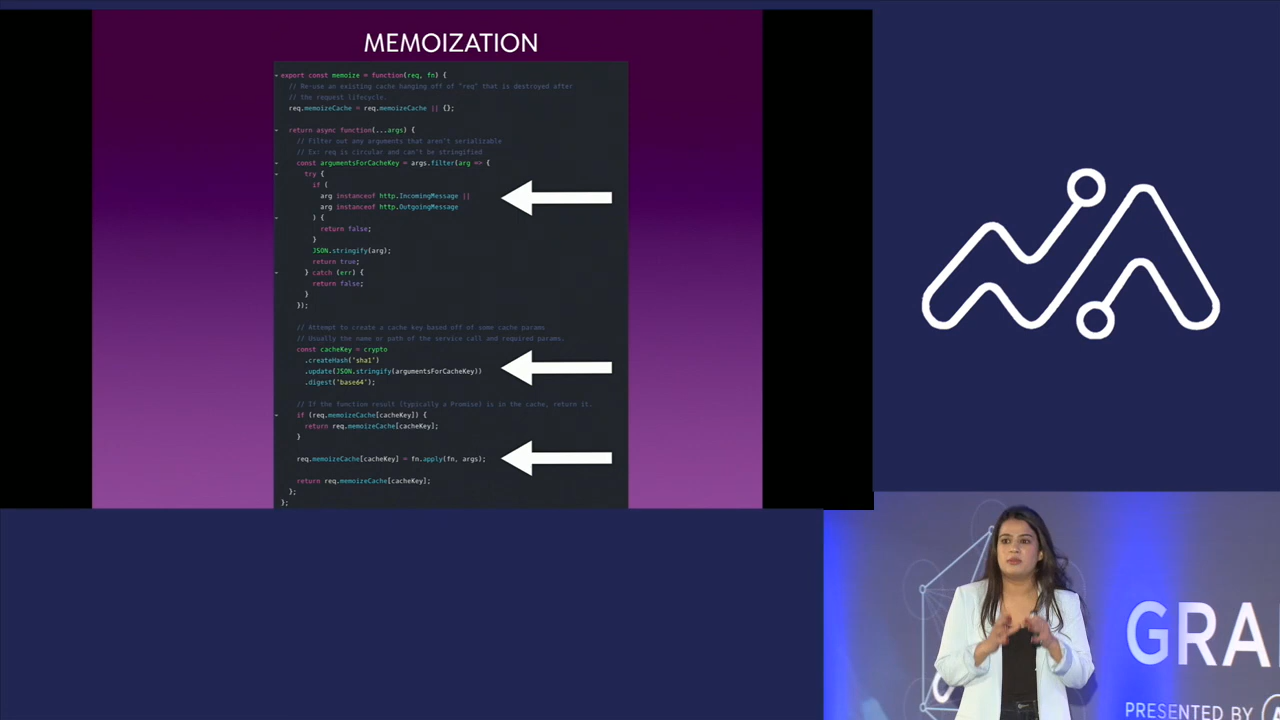 MEMOIZATION
export const memoize = function(req, fn) {
// Re-use an existing cache hanging off of "req" that is destroyed after
// the request lifecycle.
req.memoizeCache = req.memoizeCache || {};
return async function(...args) {
// Filter out any arguments that aren't serializable
// Ex: req is circular and can't be stringified
const argumentsForCacheKey = args.filter(arg => {
try {
if (
arg instanceof http.IncomingMessage ||
arg instanceof http.OutgoingMessage
) {
return false;
}
JSON.stringify(arg);
return true;
} catch (err) {
return false;
}
});
// Attempt to create a cache key based off of some cache params
// Usually the name or path of the service call and required params.
const cacheKey = crypto
.createHash('sha1')
.update(JSON.stringify(argumentsForCacheKey))
.digest('base64');
// If the function result (typically a Promise) is in the cache, return it.
if (req.memoizeCache[cacheKey]) {
return req.memoizeCache[cacheKey];
}
req.memoizeCache[cacheKey] = fn.apply(fn, args);
return req.memoizeCache[cacheKey];
};
};
GRA
PRESENTED BY